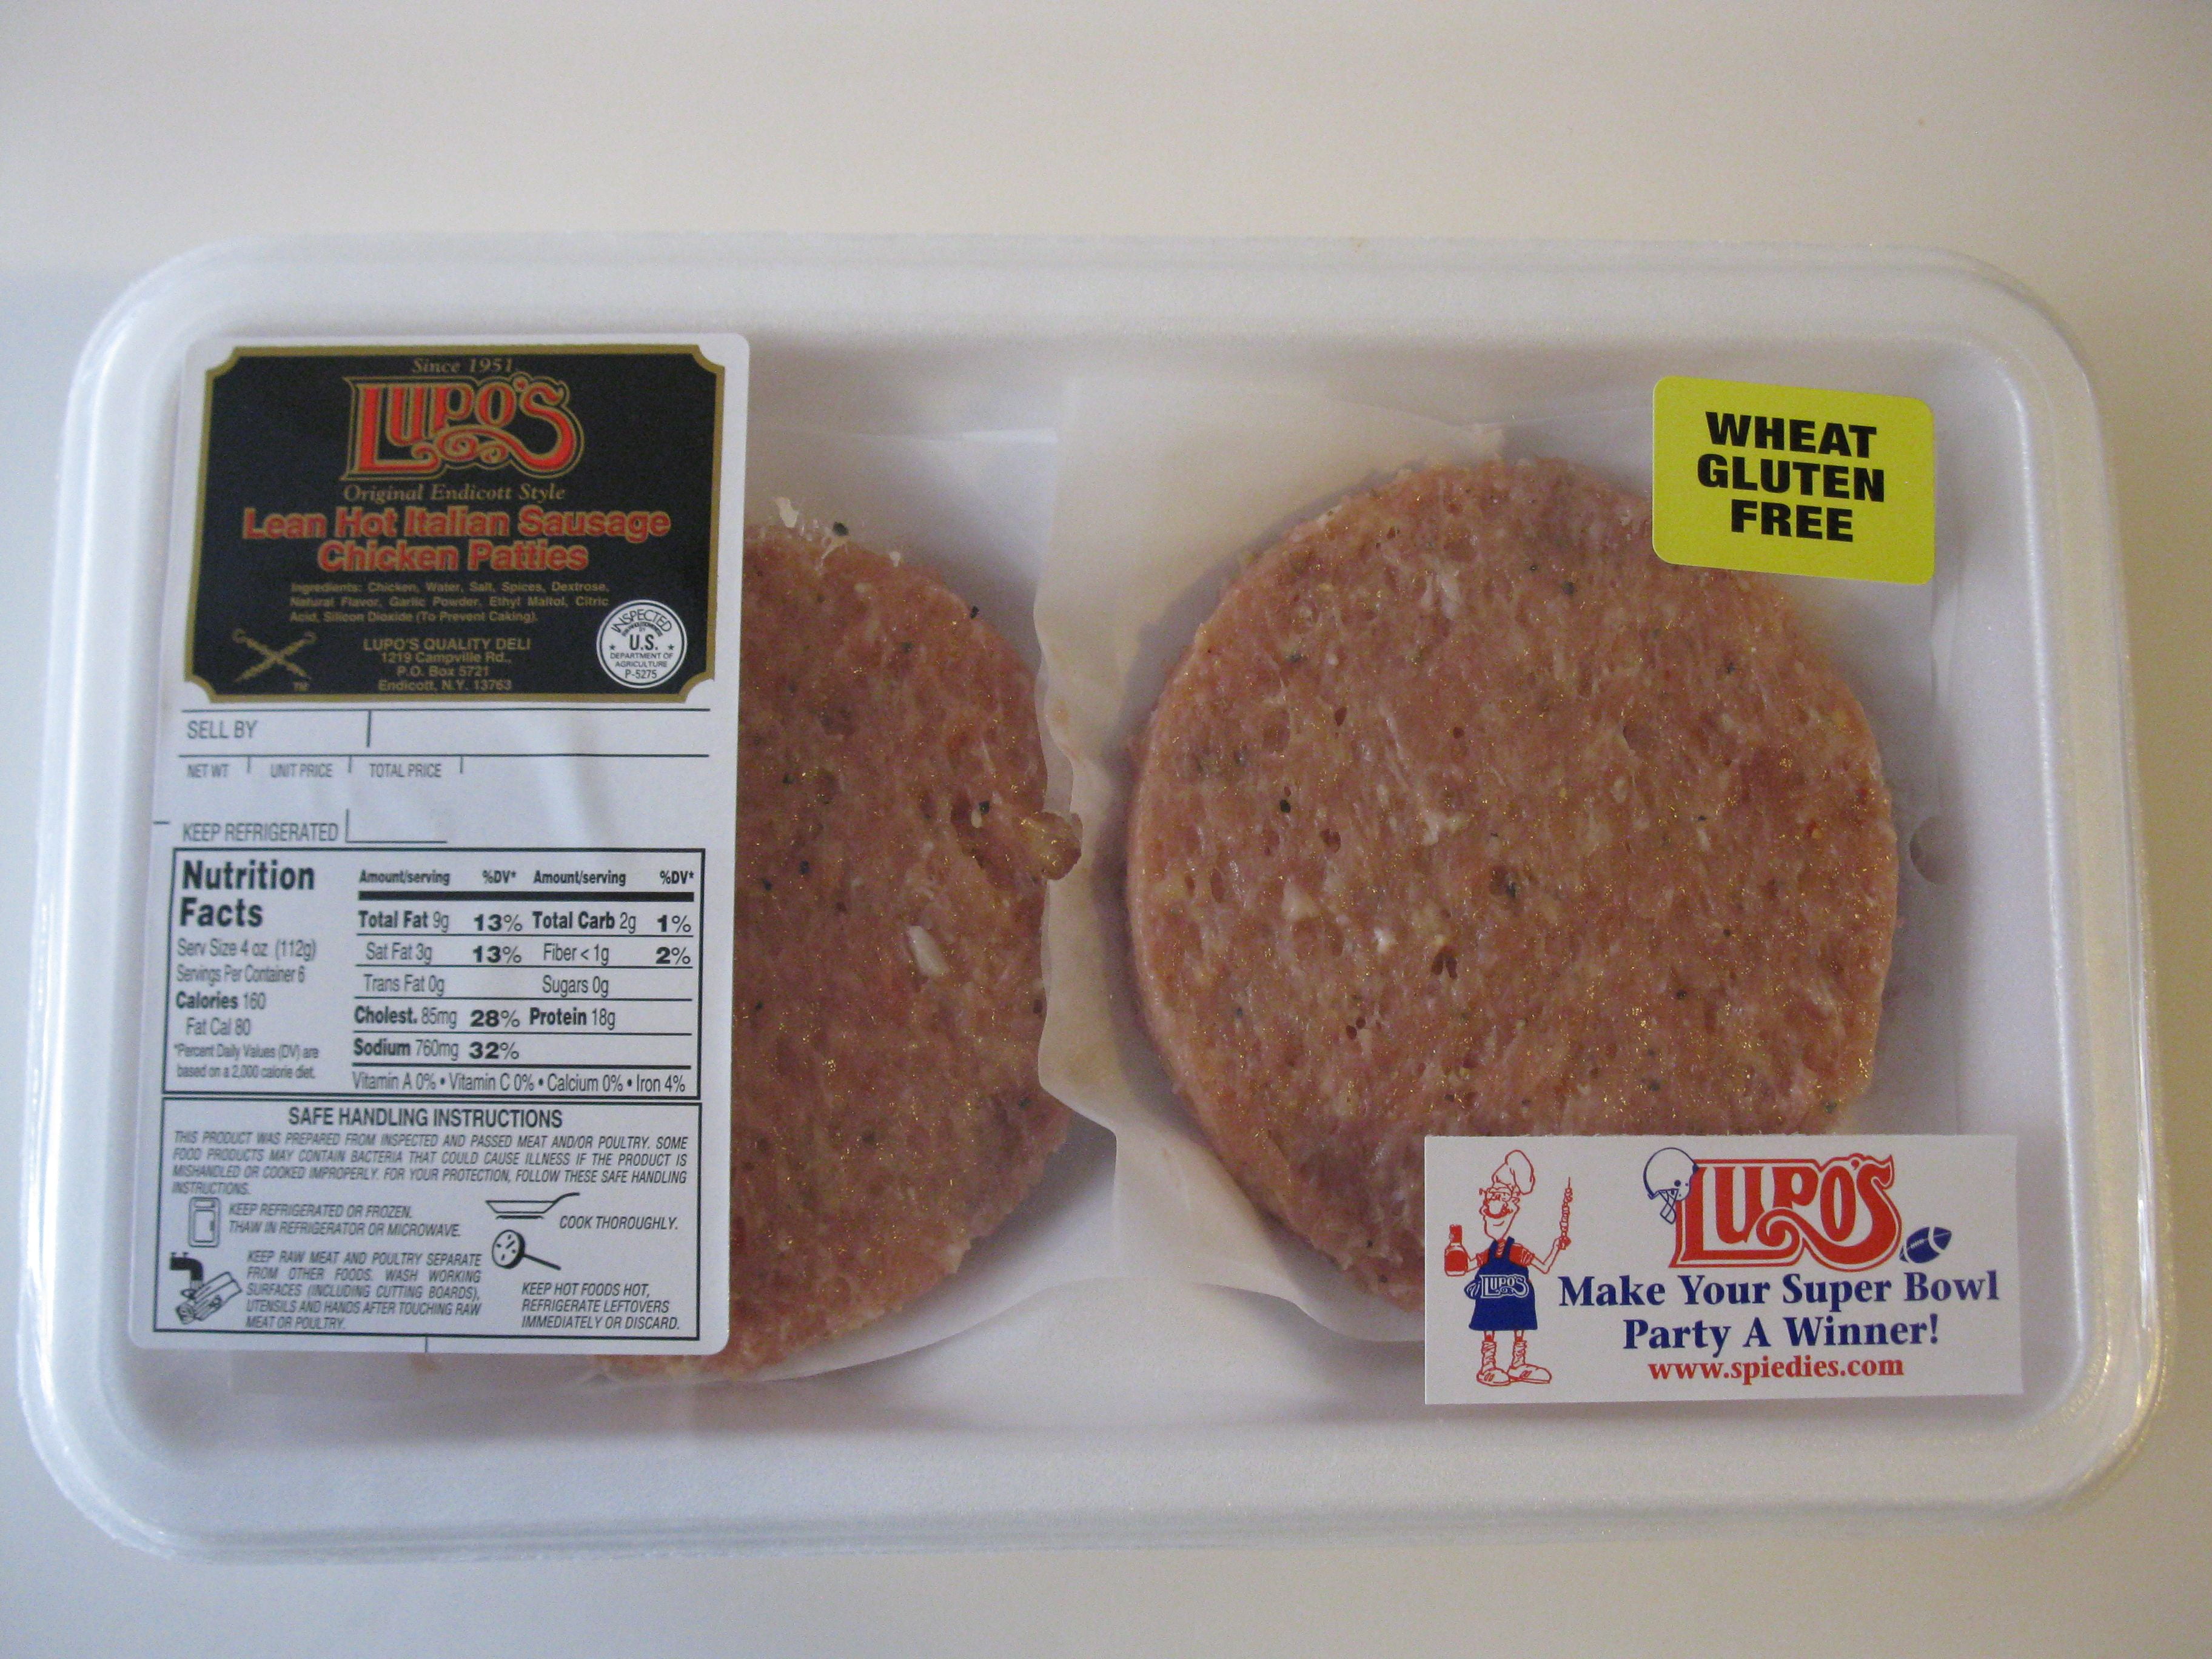 Since 1951
LUPO'S
Original Endicott Style
Lean Hot Italian Sausage
Chicken Patties
Ingredients: Chicken, Water, Salt, Spices, Dextrose,
Natural Flavor, Garlic Powder, Ethyl Maltol, Citric
Acid, Silicon Dioxide (To Prevent Caking).
LUPO'S QUALITY DELI
1219 Campville Rd.,
P.O. Box 5721
Endicott, N.Y. 13763
TM
INSPECTED
U.S.
DEPARTMENT OF
AGRICULTURE
P-5275
SELL BY
NET WT UNIT PRICE TOTAL PRICE
KEEP REFRIGERATED
Nutrition
Facts
Serv Size 4 oz (112g)
Servings Per Container 6
Calories 160
Fat Cal 80
*Percent Daily Values (DV) are
based on a 2,000 calorie diet.
Amount/serving %DV* Amount/serving %DV*
Total Fat 9g 13% Total Carb 2g 1%
Sat Fat 3g 13% Fiber < 1g 2%
Trans Fat 0g Sugars 0g
Cholest. 85mg 28% Protein 18g
Sodium 760mg 32%
Vitamin A 0% • Vitamin C 0% • Calcium 0% • Iron 4%
SAFE HANDLING INSTRUCTIONS
THIS PRODUCT WAS PREPARED FROM INSPECTED AND PASSED MEAT AND/OR POULTRY. SOME
FOOD PRODUCTS MAY CONTAIN BACTERIA THAT COULD CAUSE ILLNESS IF THE PRODUCT IS
MISHANDLED OR COOKED IMPROPERLY. FOR YOUR PROTECTION, FOLLOW THESE SAFE HANDLING
INSTRUCTIONS.
KEEP REFRIGERATED OR FROZEN.
THAW IN REFRIGERATOR OR MICROWAVE.
COOK THOROUGHLY.
KEEP RAW MEAT AND POULTRY SEPARATE
FROM OTHER FOODS. WASH WORKING
SURFACES (INCLUDING CUTTING BOARDS),
UTENSILS AND HANDS AFTER TOUCHING RAW
MEAT OR POULTRY.
KEEP HOT FOODS HOT,
REFRIGERATE LEFTOVERS
IMMEDIATELY OR DISCARD.
WHEAT
GLUTEN
FREE
LUPO'S
LUPO'S
Make Your Super Bowl
Party A Winner!
www.spiedies.com